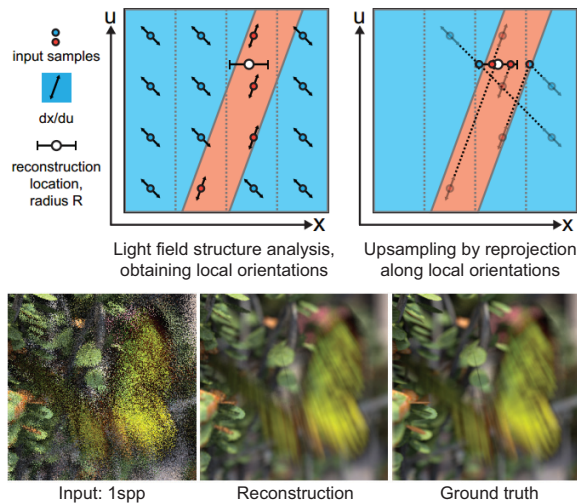 u
input samples
dx/du
reconstruction
location,
radius R
x
Light field structure analysis,
obtaining local orientations
u
x
Upsampling by reprojection
along local orientations
Input: 1spp
Reconstruction
Ground truth